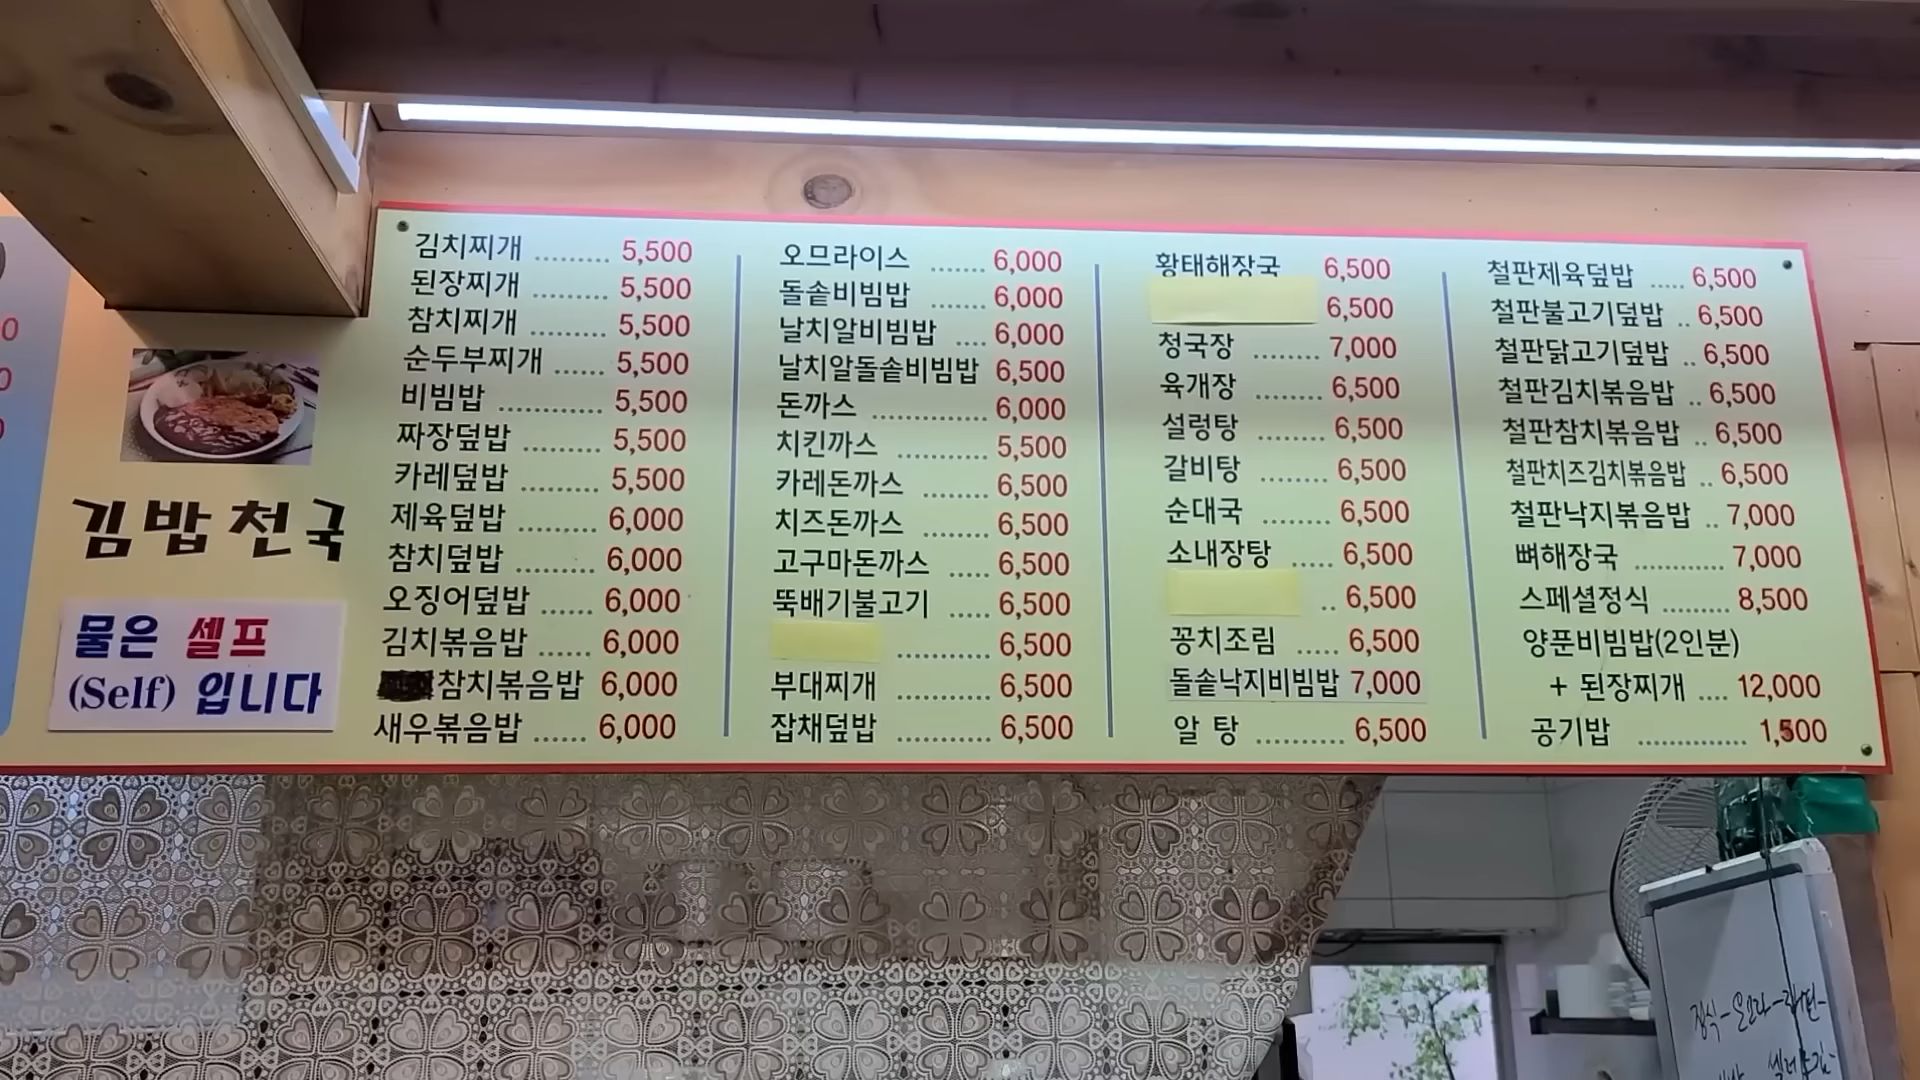 김밥천국
물은 셀프
(Self) 입니다
김치찌개 ......... 5,500
된장찌개 ......... 5,500
참치찌개 ......... 5,500
순두부찌개 ...... 5,500
비빔밥 ............ 5,500
짜장덮밥 ......... 5,500
카레덮밥 ......... 5,500
제육덮밥 ......... 6,000
참치덮밥 ......... 6,000
오징어덮밥 ...... 6,000
김치볶음밥 ...... 6,000
참치볶음밥 6,000
새우볶음밥 ...... 6,000
오므라이스 ...... 6,000
돌솥비빔밥 ...... 6,000
날치알비빔밥 .... 6,000
날치알돌솥비빔밥 6,500
돈까스 ............ 6,000
치킨까스 ......... 5,500
카레돈까스 ....... 6,500
치즈돈까스 ....... 6,500
고구마돈까스 ..... 6,500
뚝배기불고기 ..... 6,500
............ 6,500
부대찌개 ............ 6,500
잡채덮밥 ............ 6,500
황태해장국 6,500
6,500
청국장 ........ 7,000
육개장 ........ 6,500
설렁탕 ........ 6,500
갈비탕 ........ 6,500
순대국 ........ 6,500
소내장탕 ..... 6,500
.. 6,500
꽁치조림 ..... 6,500
돌솥낙지비빔밥 7,000
알 탕 .......... 6,500
철판제육덮밥 ..... 6,500
철판불고기덮밥 .. 6,500
철판닭고기덮밥 .. 6,500
철판김치볶음밥 .. 6,500
철판참치볶음밥 .. 6,500
철판치즈김치볶음밥 .. 6,500
철판낙지볶음밥 .. 7,000
뼈해장국 ............ 7,000
스페셜정식 ......... 8,500
양푼비빔밥(2인분)
+ 된장찌개 .... 12,000
공기밥 .............. 1,500